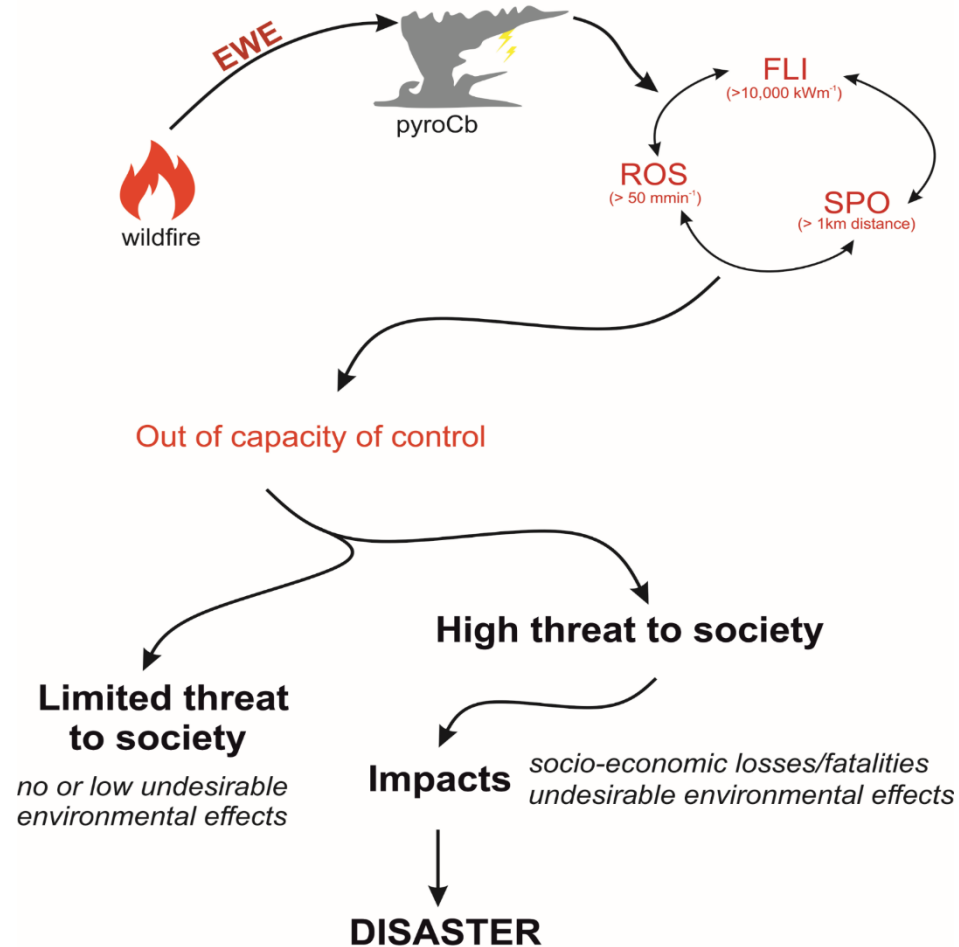 EWE
pyroCb
wildfire
FLI
(>10,000 kWm⁻¹)
ROS
(> 50 mmin⁻¹)
SPO
(> 1km distance)
Out of capacity of control
High threat to society
Limited threat
to society
no or low undesirable
environmental effects
Impacts
socio-economic losses/fatalities
undesirable environmental effects
DISASTER